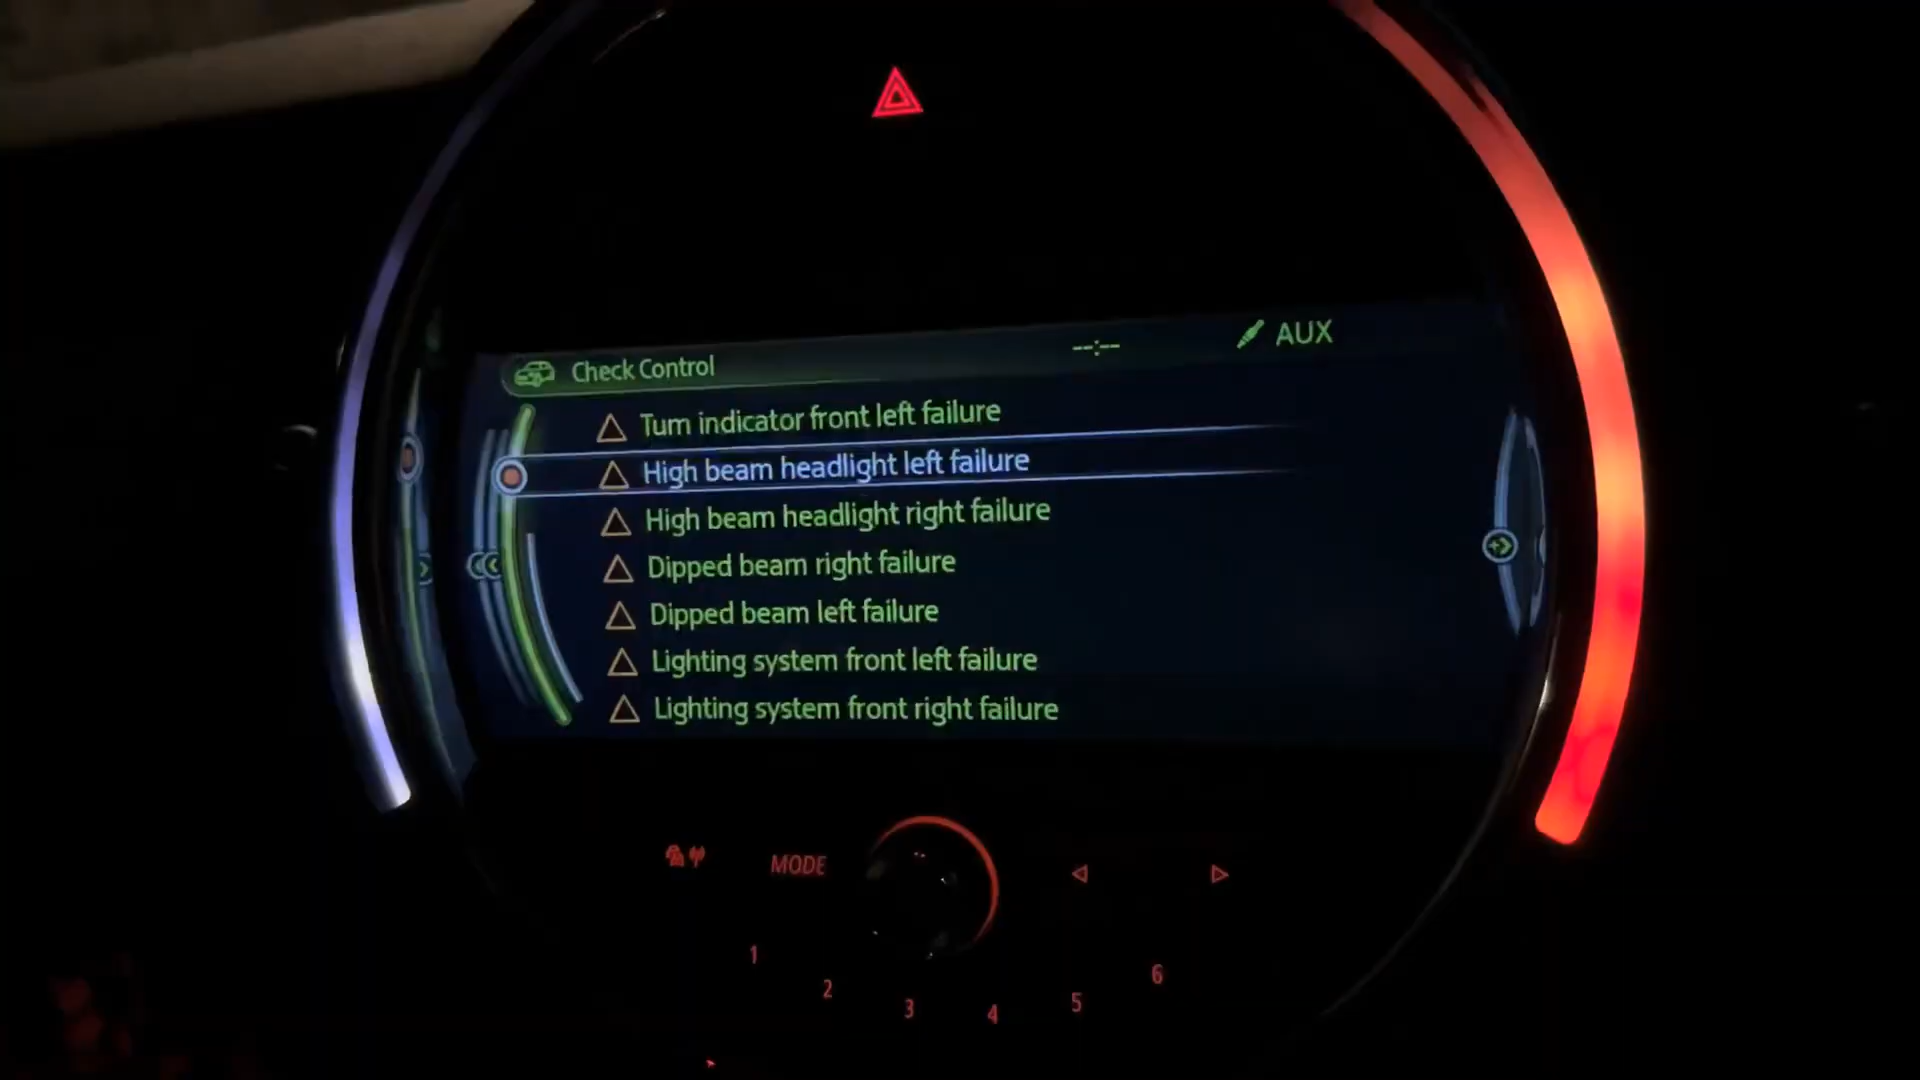 Check Control
--:--
AUX
Turn indicator front left failure
High beam headlight left failure
High beam headlight right failure
Dipped beam right failure
Dipped beam left failure
Lighting system front left failure
Lighting system front right failure
MODE
1
2
3
4
5
6